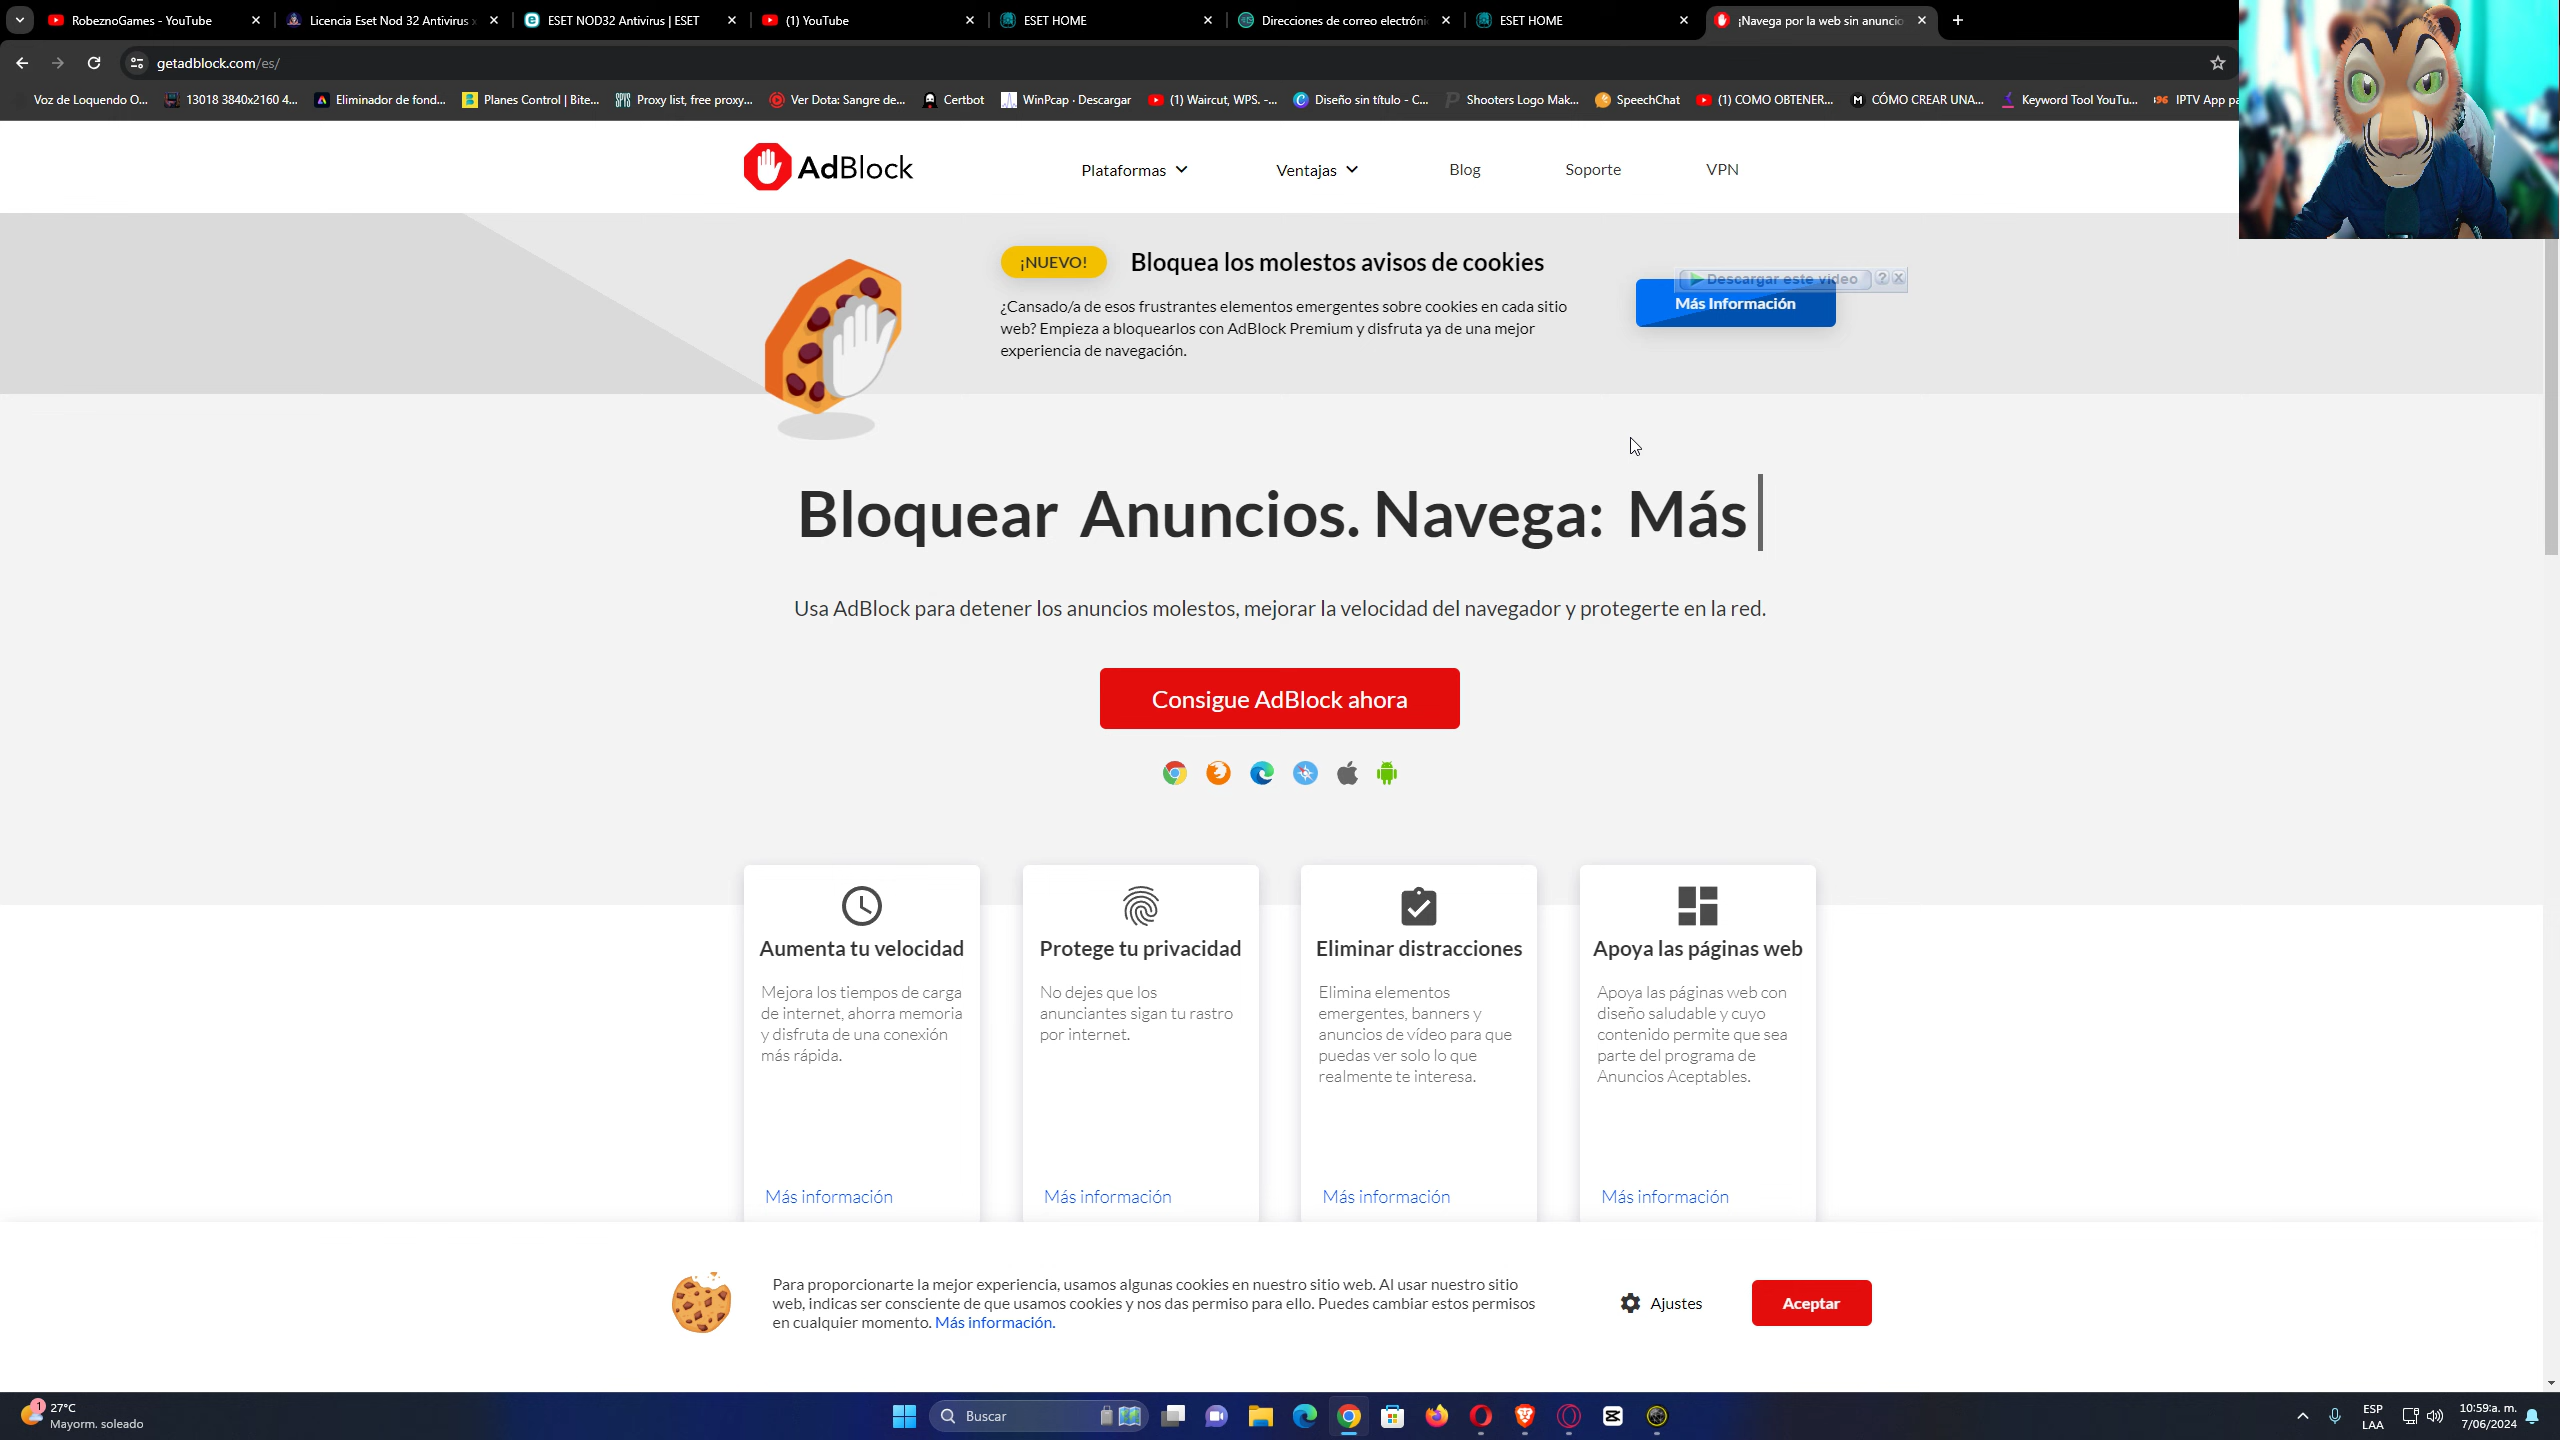 RobeznoGames - YouTube
Licencia Eset Nod 32 Antivirus
ESET NOD32 Antivirus | ESET
(1) YouTube
ESET HOME
Direcciones de correo electróni
ESET HOME
¡Navega por la web sin anuncio
getadblock.com/es/
Voz de Loquendo O...
13018 3840x2160 4...
Eliminador de fond...
Planes Control | Bite...
Proxy list, free proxy...
Ver Dota: Sangre de...
Certbot
WinPcap · Descargar
(1) Waircut, WPS. -...
Diseño sin título - C...
Shooters Logo Mak...
SpeechChat
(1) COMO OBTENER...
CÓMO CREAR UNA...
Keyword Tool YouTu...
IPTV App pa
AdBlock
Plataformas
Ventajas
Blog
Soporte
VPN
¡NUEVO!
Bloquea los molestos avisos de cookies
¿Cansado/a de esos frustrantes elementos emergentes sobre cookies en cada sitio
web? Empieza a bloquearlos con AdBlock Premium y disfruta ya de una mejor
experiencia de navegación.
Descargar este video
Más Información
Bloquear Anuncios. Navega: Más
Usa AdBlock para detener los anuncios molestos, mejorar la velocidad del navegador y protegerte en la red.
Consigue AdBlock ahora
Aumenta tu velocidad
Mejora los tiempos de carga
de internet, ahorra memoria
y disfruta de una conexión
más rápida.
Más información
Protege tu privacidad
No dejes que los
anunciantes sigan tu rastro
por internet.
Más información
Eliminar distracciones
Elimina elementos
emergentes, banners y
anuncios de vídeo para que
puedas ver solo lo que
realmente te interesa.
Más información
Apoya las páginas web
Apoya las páginas web con
diseño saludable y cuyo
contenido permite que sea
parte del programa de
Anuncios Aceptables.
Más información
Para proporcionarte la mejor experiencia, usamos algunas cookies en nuestro sitio web. Al usar nuestro sitio
web, indicas ser consciente de que usamos cookies y nos das permiso para ello. Puedes cambiar estos permisos
en cualquier momento. Más información.
Ajustes
Aceptar
1
27°C
Mayorm. soleado
Buscar
ESP
LAA
10:59 a. m.
7/06/2024